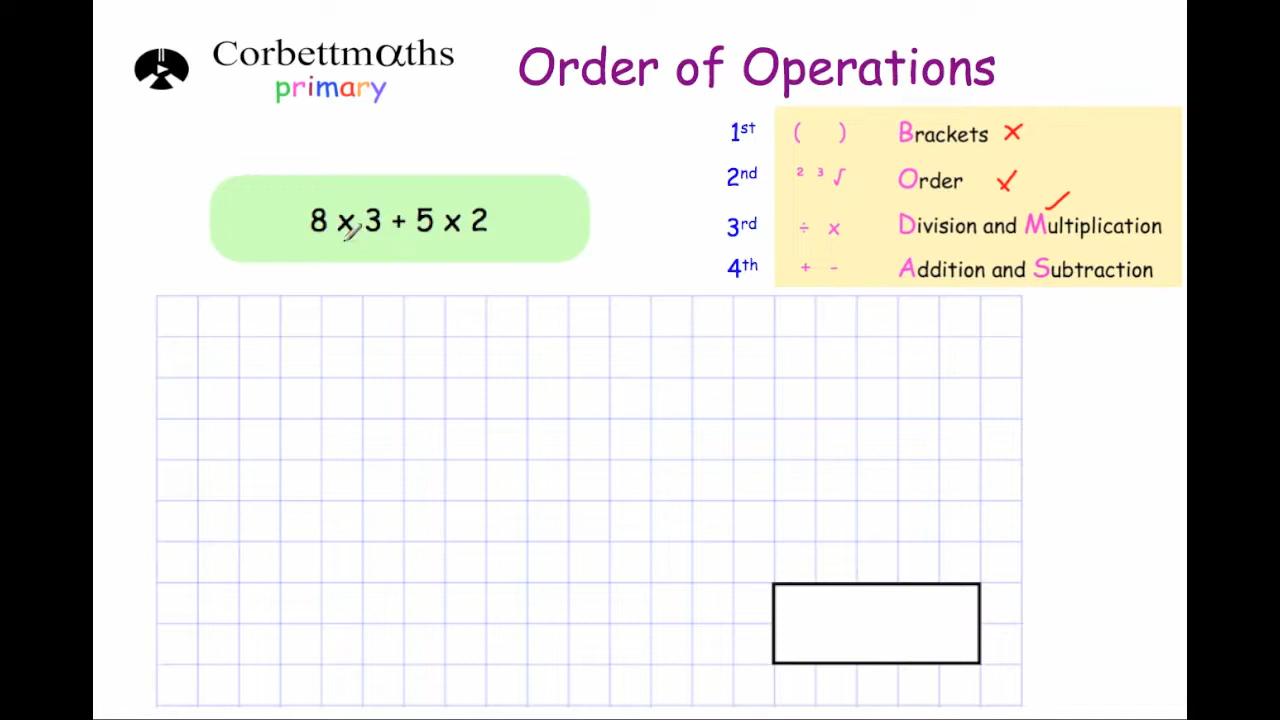 Corbettmαths
primary
Order of Operations
1st ( ) Brackets ✗
2nd ² ³ √ Order ✓
3rd ÷ x Division and Multiplication ✓
4th + - Addition and Subtraction
8 x 3 + 5 x 2